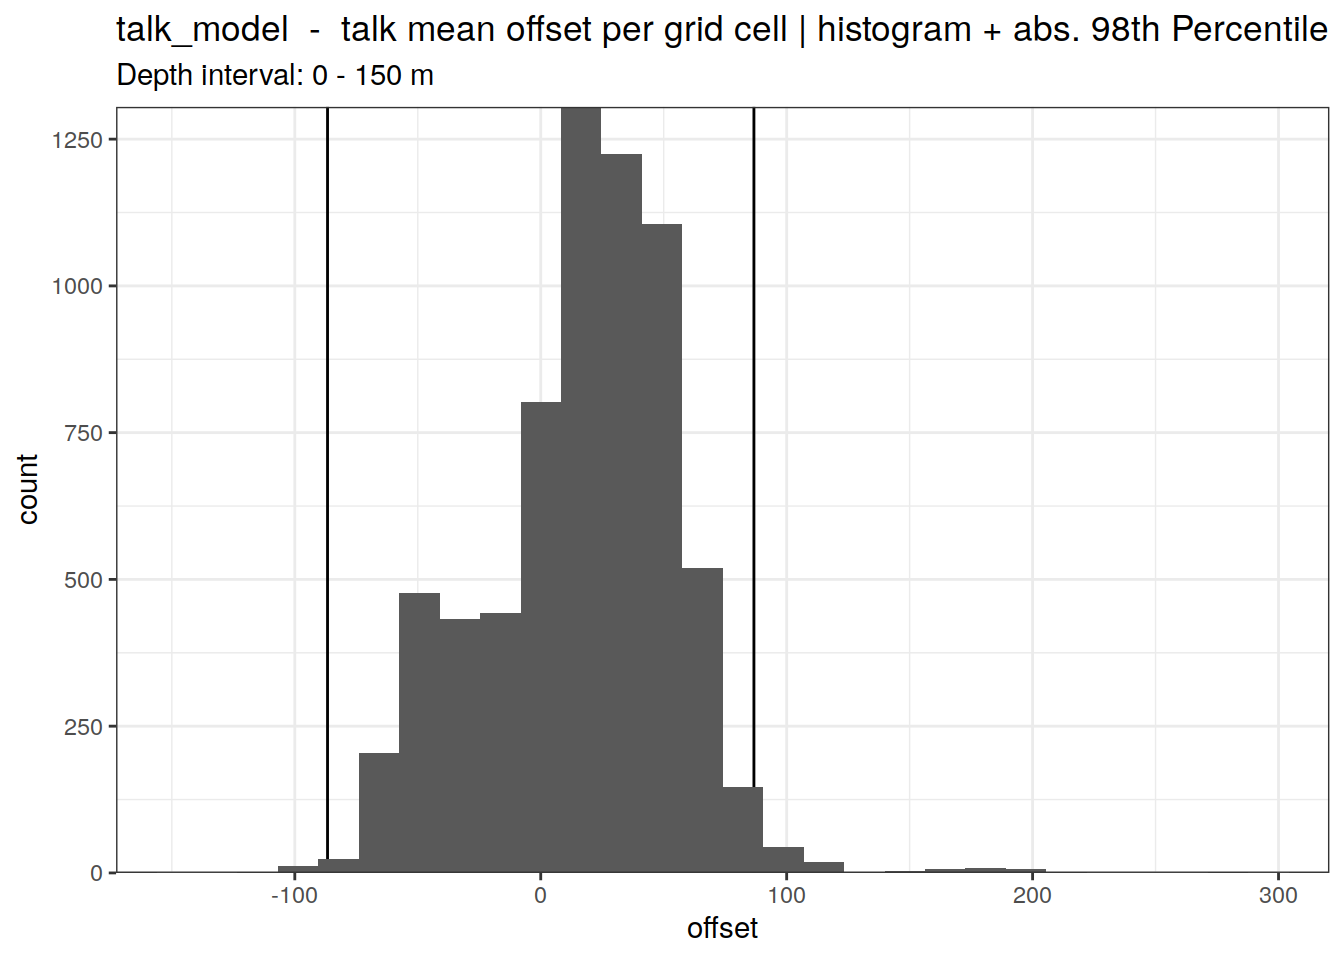 talk_model  -  talk mean offset per grid cell | histogram + abs. 98th Percentile
Depth interval: 0 - 150 m
1250
1000
750
500
250
0
count
-100 0 100 200 300
offset